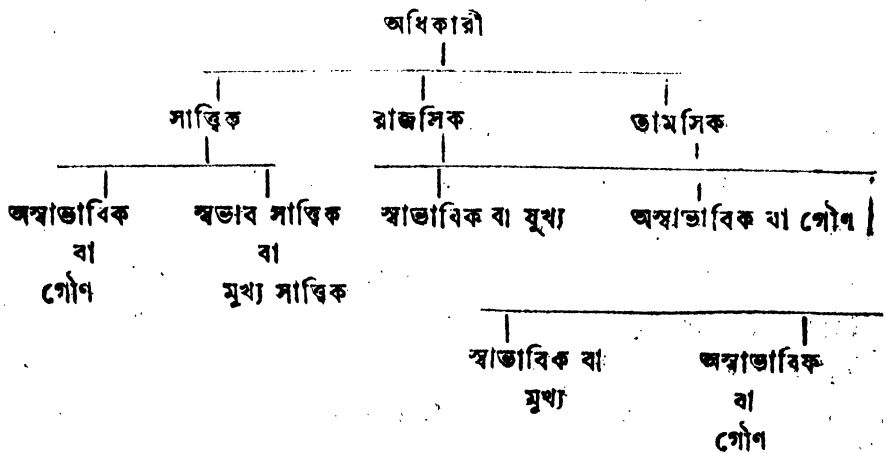 অধিকারী
সাত্ত্বিক রাজসিক তামসিক
অস্বাভাবিক স্বভাব সাত্ত্বিক স্বাভাবিক বা মুখ্য অস্বাভাবিক বা গৌণ
বা বা
গৌণ মুখ্য সাত্ত্বিক
স্বাভাবিক বা অস্বাভাবিক
মুখ্য বা
গৌণ